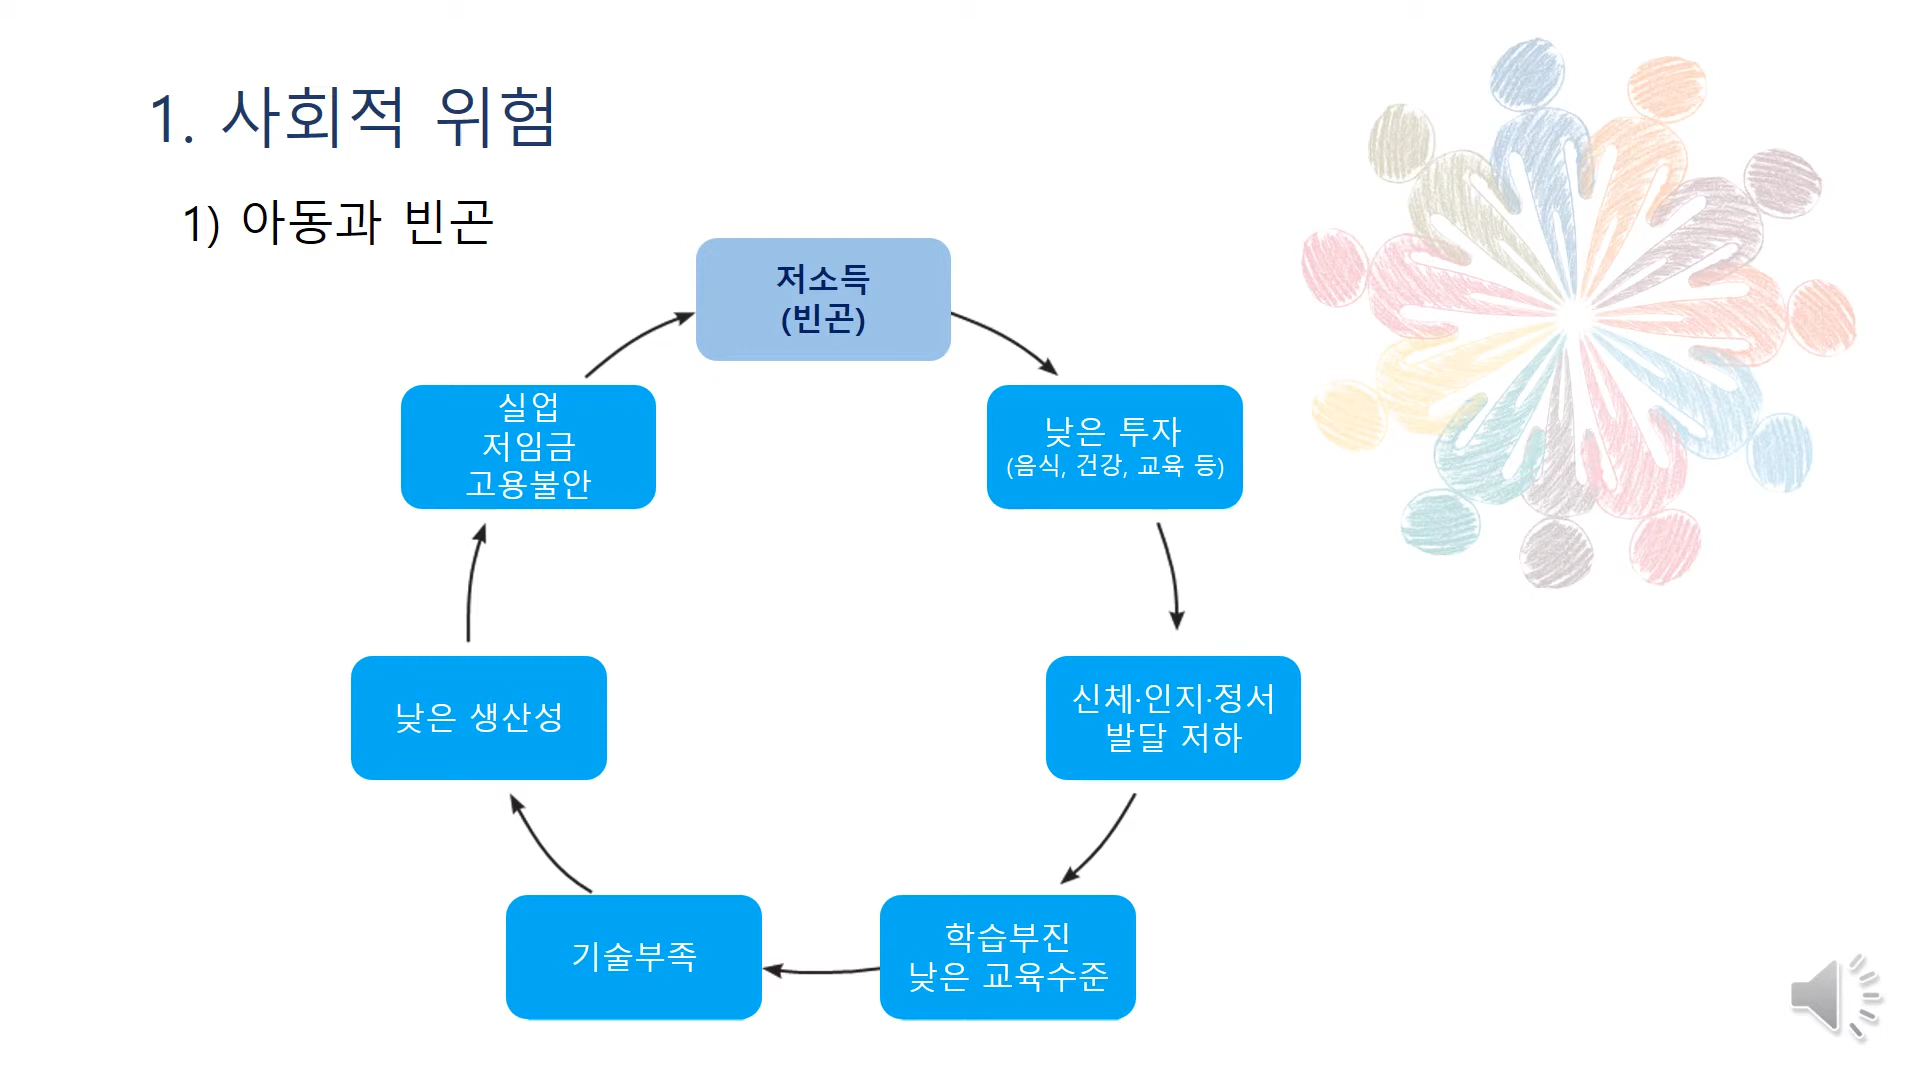 1. 사회적 위험
1) 아동과 빈곤
저소득
(빈곤)
낮은 투자
(음식, 건강, 교육 등)
신체·인지·정서
발달 저하
학습부진
낮은 교육수준
기술부족
낮은 생산성
실업
저임금
고용불안